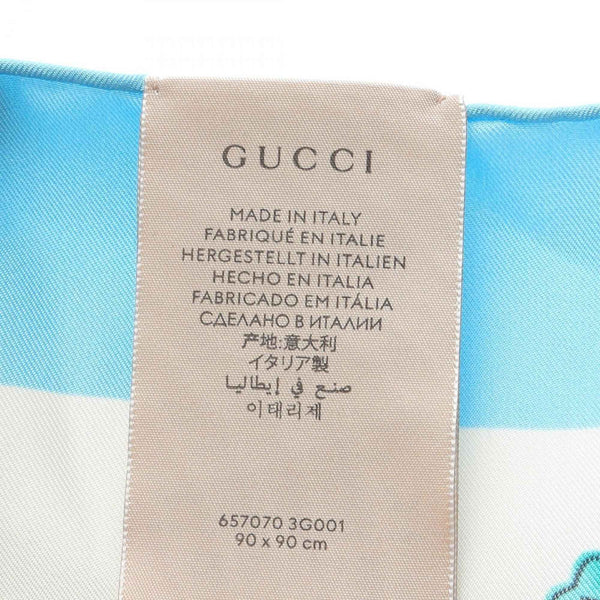 GUCCI
MADE IN ITALY
FABRIQUÉ EN ITALIE
HERGESTELLT IN ITALIEN
HECHO EN ITALIA
FABRICADO EM ITÁLIA
СДЕЛАНО В ИТАЛИИ
产地:意大利
イタリア製
صنع في إيطاليا
이태리제
657070 3G001
90 x 90 cm